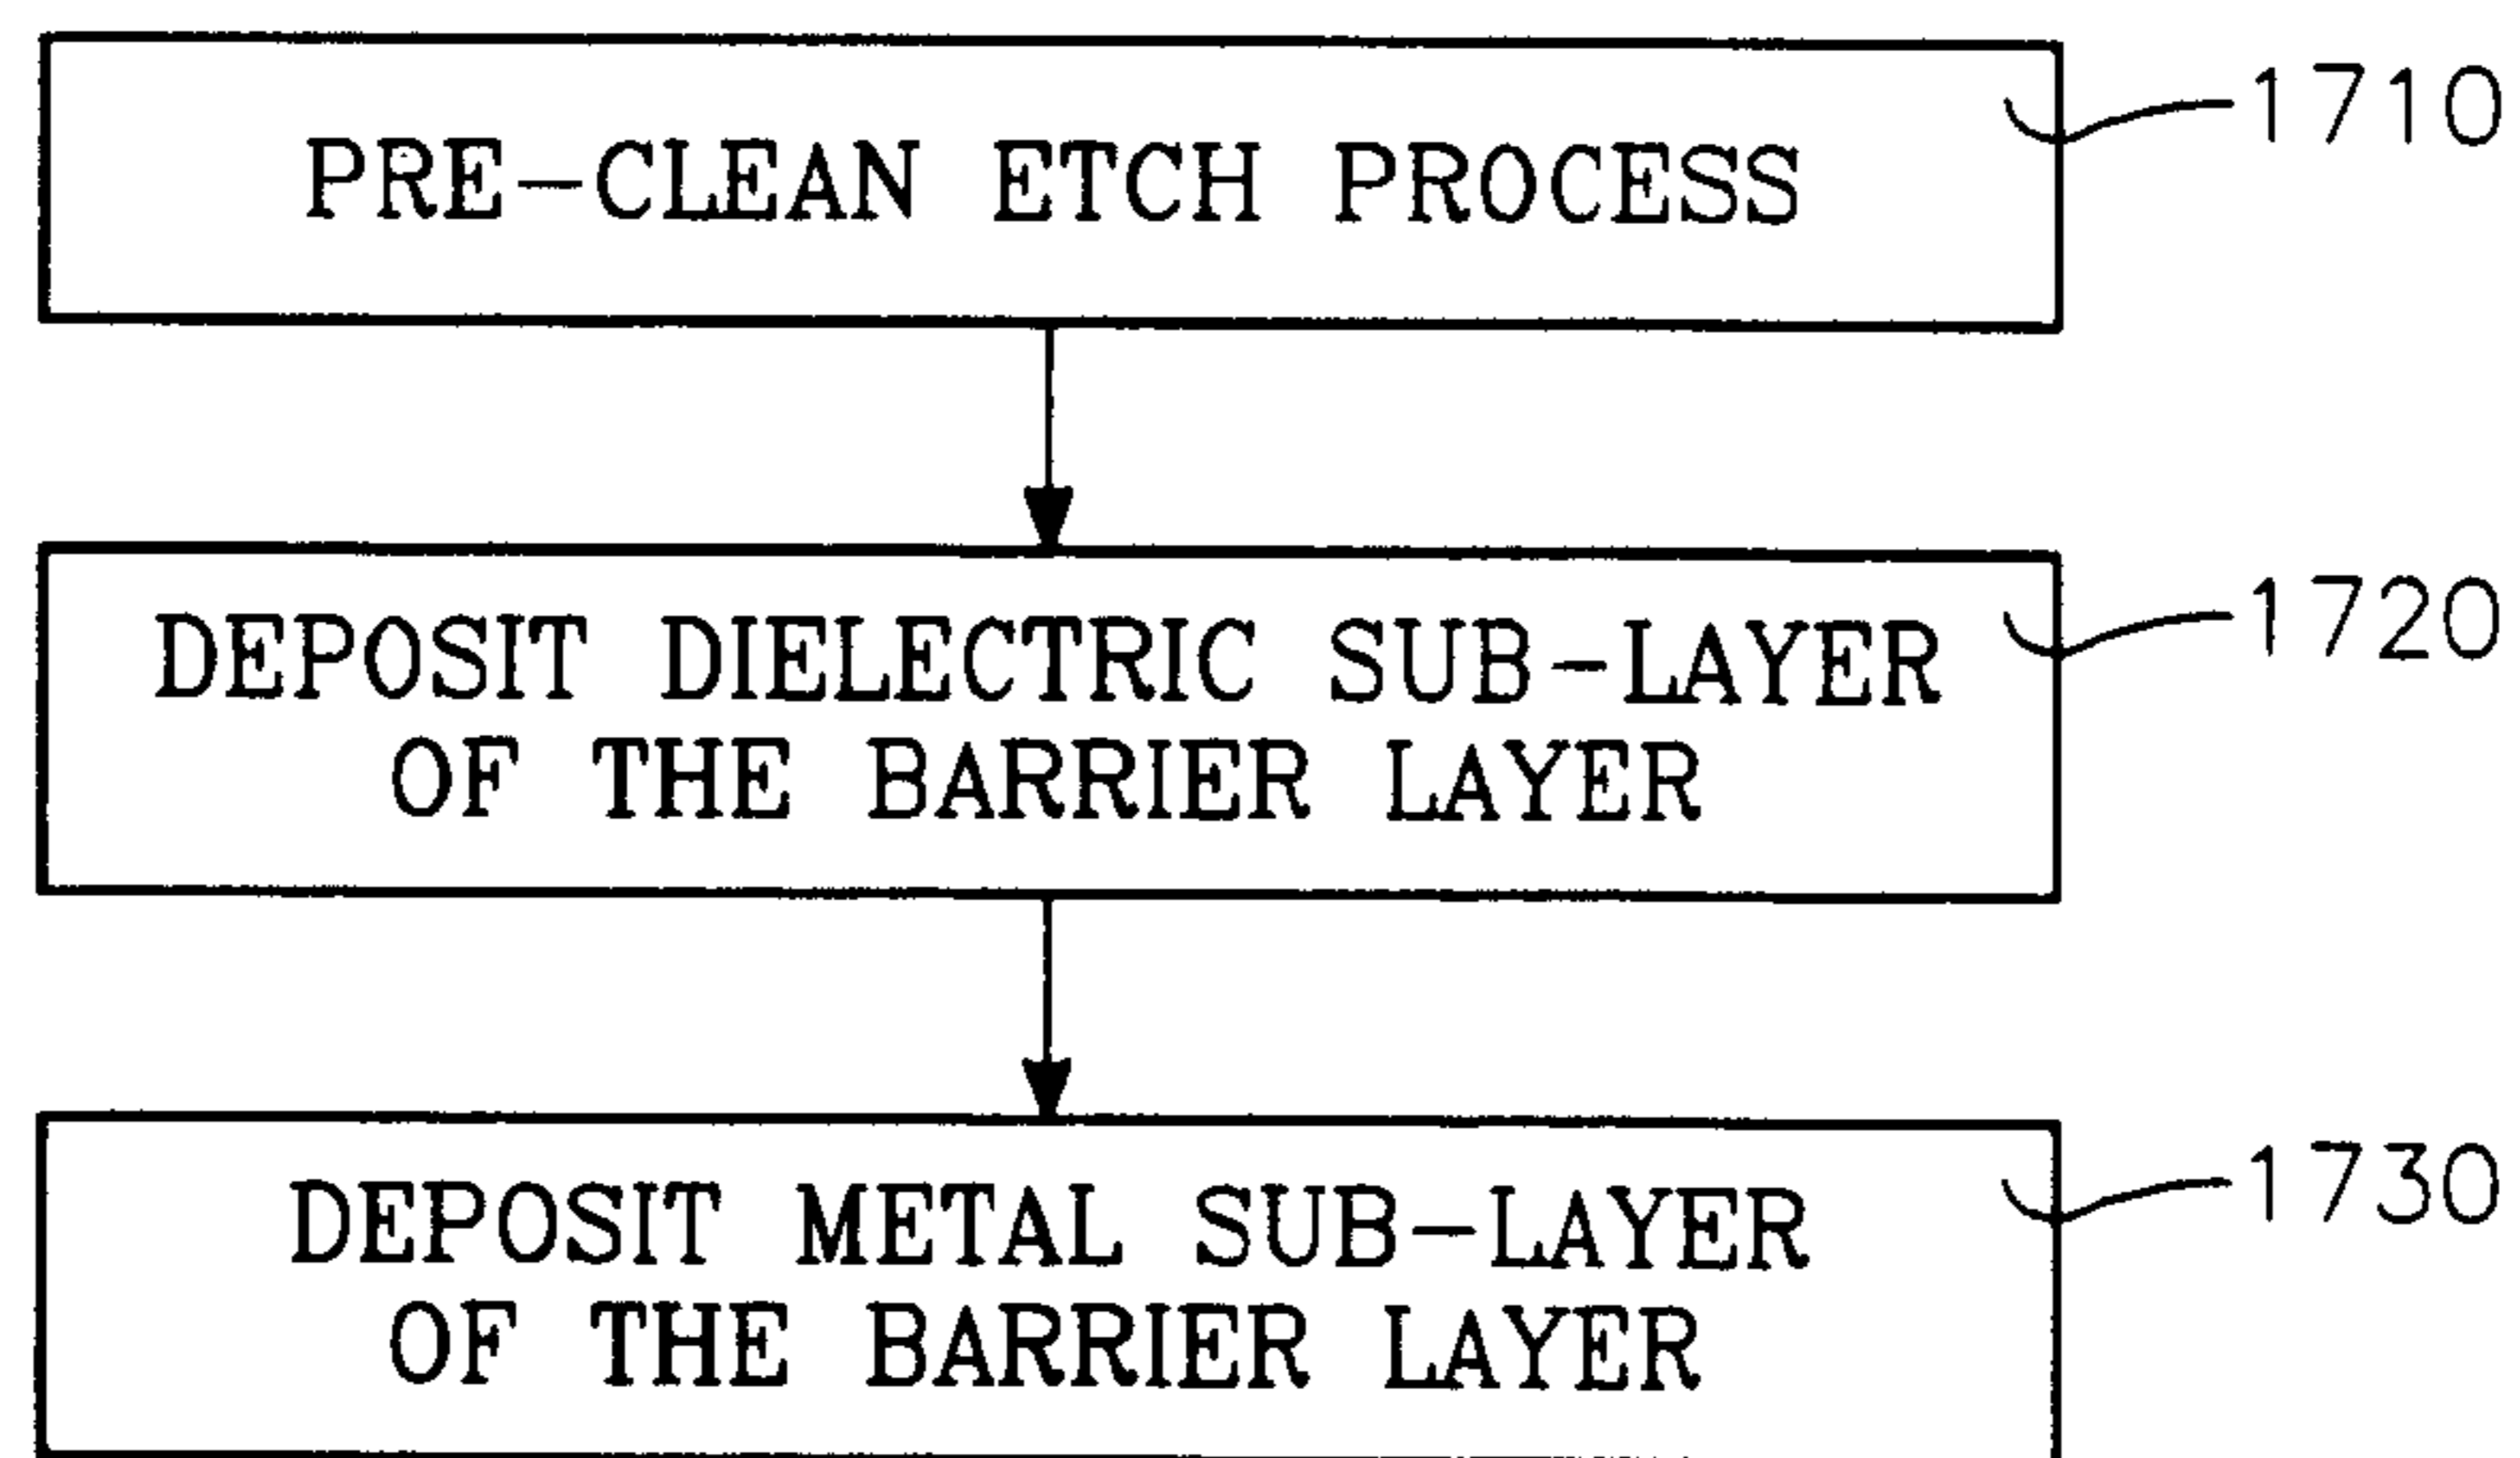 PRE-CLEAN ETCH PROCESS
1710
DEPOSIT DIELECTRIC SUB-LAYER
OF THE BARRIER LAYER
1720
DEPOSIT METAL SUB-LAYER
OF THE BARRIER LAYER
1730